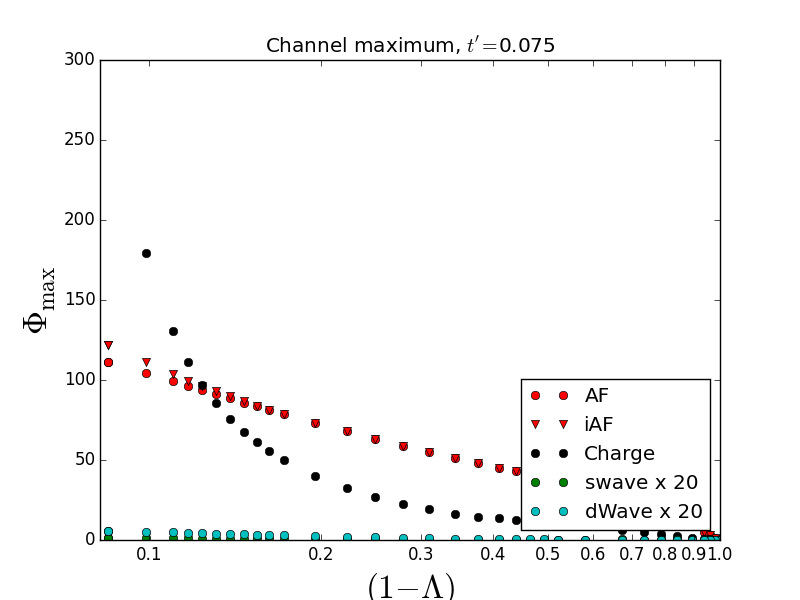 Channel maximum, t′=0.075
300
250
200
150
100
50
0
Φmax
AF
iAF
Charge
swave x 20
dWave x 20
0.1 0.2 0.3 0.4 0.5 0.6 0.7 0.8 0.9 1.0
(1−Λ)